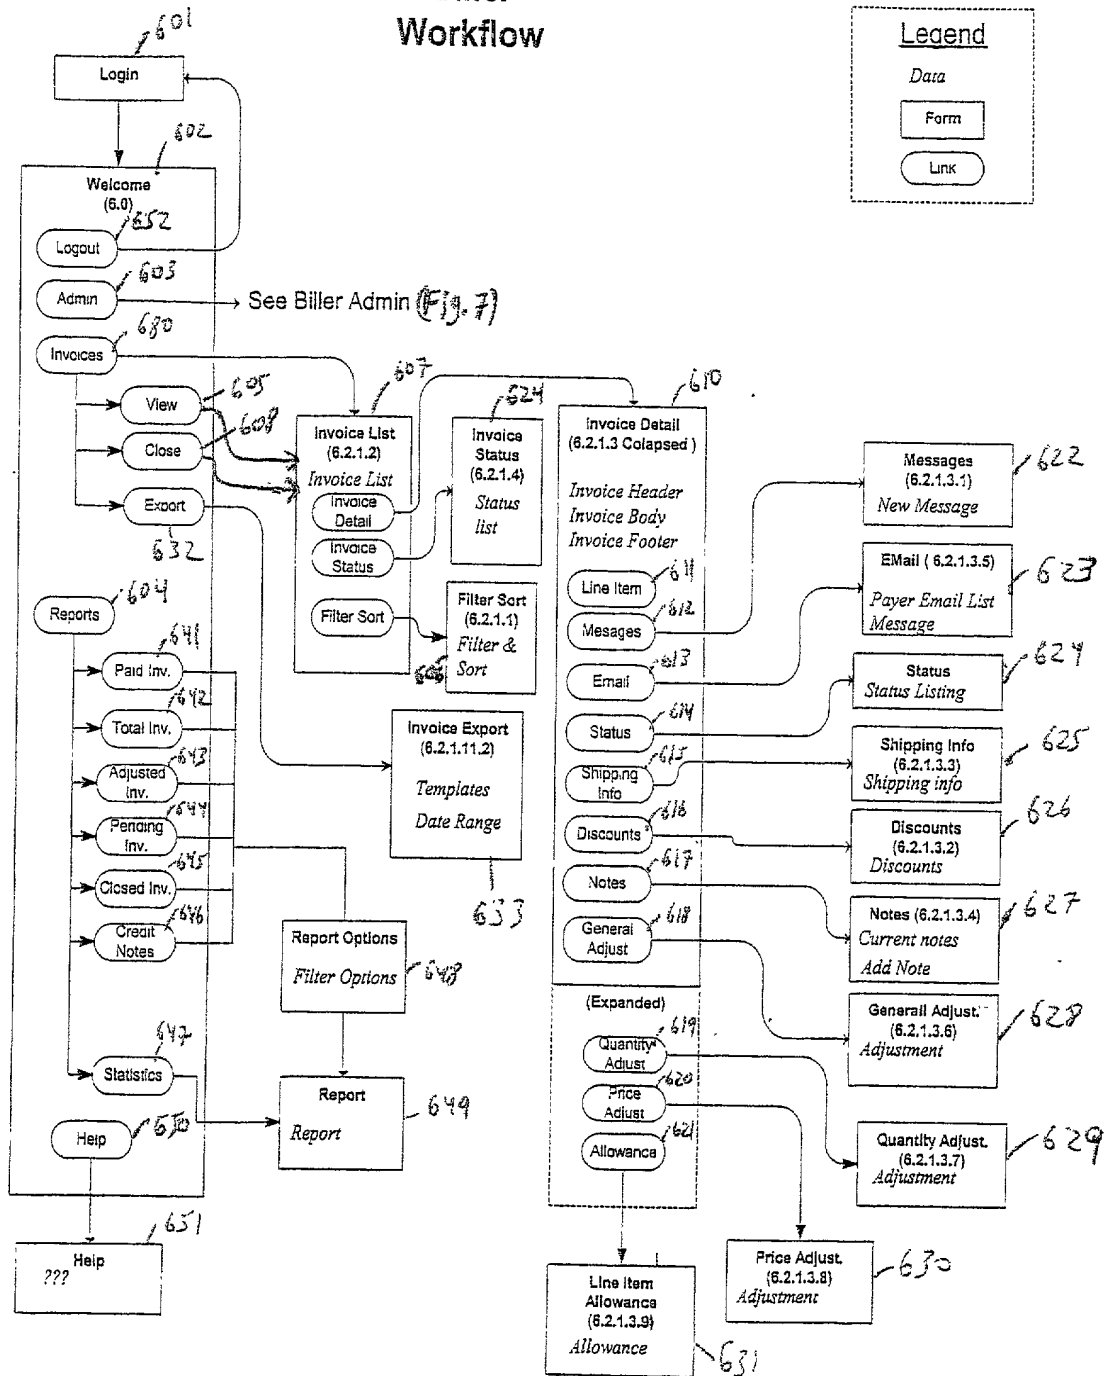 Workflow
Legend
Data
Form
Link
601
Login
602
Welcome
(6.0)
652
Logout
603
Admin
See Biller Admin (Fig. 7)
680
Invoices
605
View
608
Close
Export
632
604
Reports
641
Paid Inv.
642
Total Inv.
643
Adjusted
Inv.
644
Pending
Inv.
645
Closed Inv.
646
Credit
Notes
647
Statistics
650
Help
651
Help
???
607
Invoice List
(6.2.1.2)
Invoice List
Invoice
Detail
Invoice
Status
Filter Sort
624
Invoice
Status
(6.2.1.4)
Status
list
Filter Sort
(6.2.1.1)
Filter &
Sort
606
Invoice Export
(6.2.1.11.2)
Templates
Date Range
633
Report Options
Filter Options
648
Report
Report
649
610
Invoice Detail
(6.2.1.3 Colapsed )
Invoice Header
Invoice Body
Invoice Footer
611
Line Item
612
Mesages
613
Email
614
Status
615
Shipping
Info
616
Discounts
617
Notes
618
General
Adjust
(Expanded)
619
Quantity
Adjust
620
Price
Adjust
621
Allowance
Messages
(6.2.1.3.1)
New Message
622
EMail ( 6.2.1.3.5)
Payer Email List
Message
623
Status
Status Listing
624
Shipping Info
(6.2.1.3.3)
Shipping info
625
Discounts
(6.2.1.3.2)
Discounts
626
Notes (6.2.1.3.4)
Current notes
Add Note
627
Generall Adjust.
(6.2.1.3.6)
Adjustment
628
Quantity Adjust.
(6.2.1.3.7)
Adjustment
629
Price Adjust.
(6.2.1.3.8)
Adjustment
630
Line Item
Allowance
(6.2.1.3.9)
Allowance
631